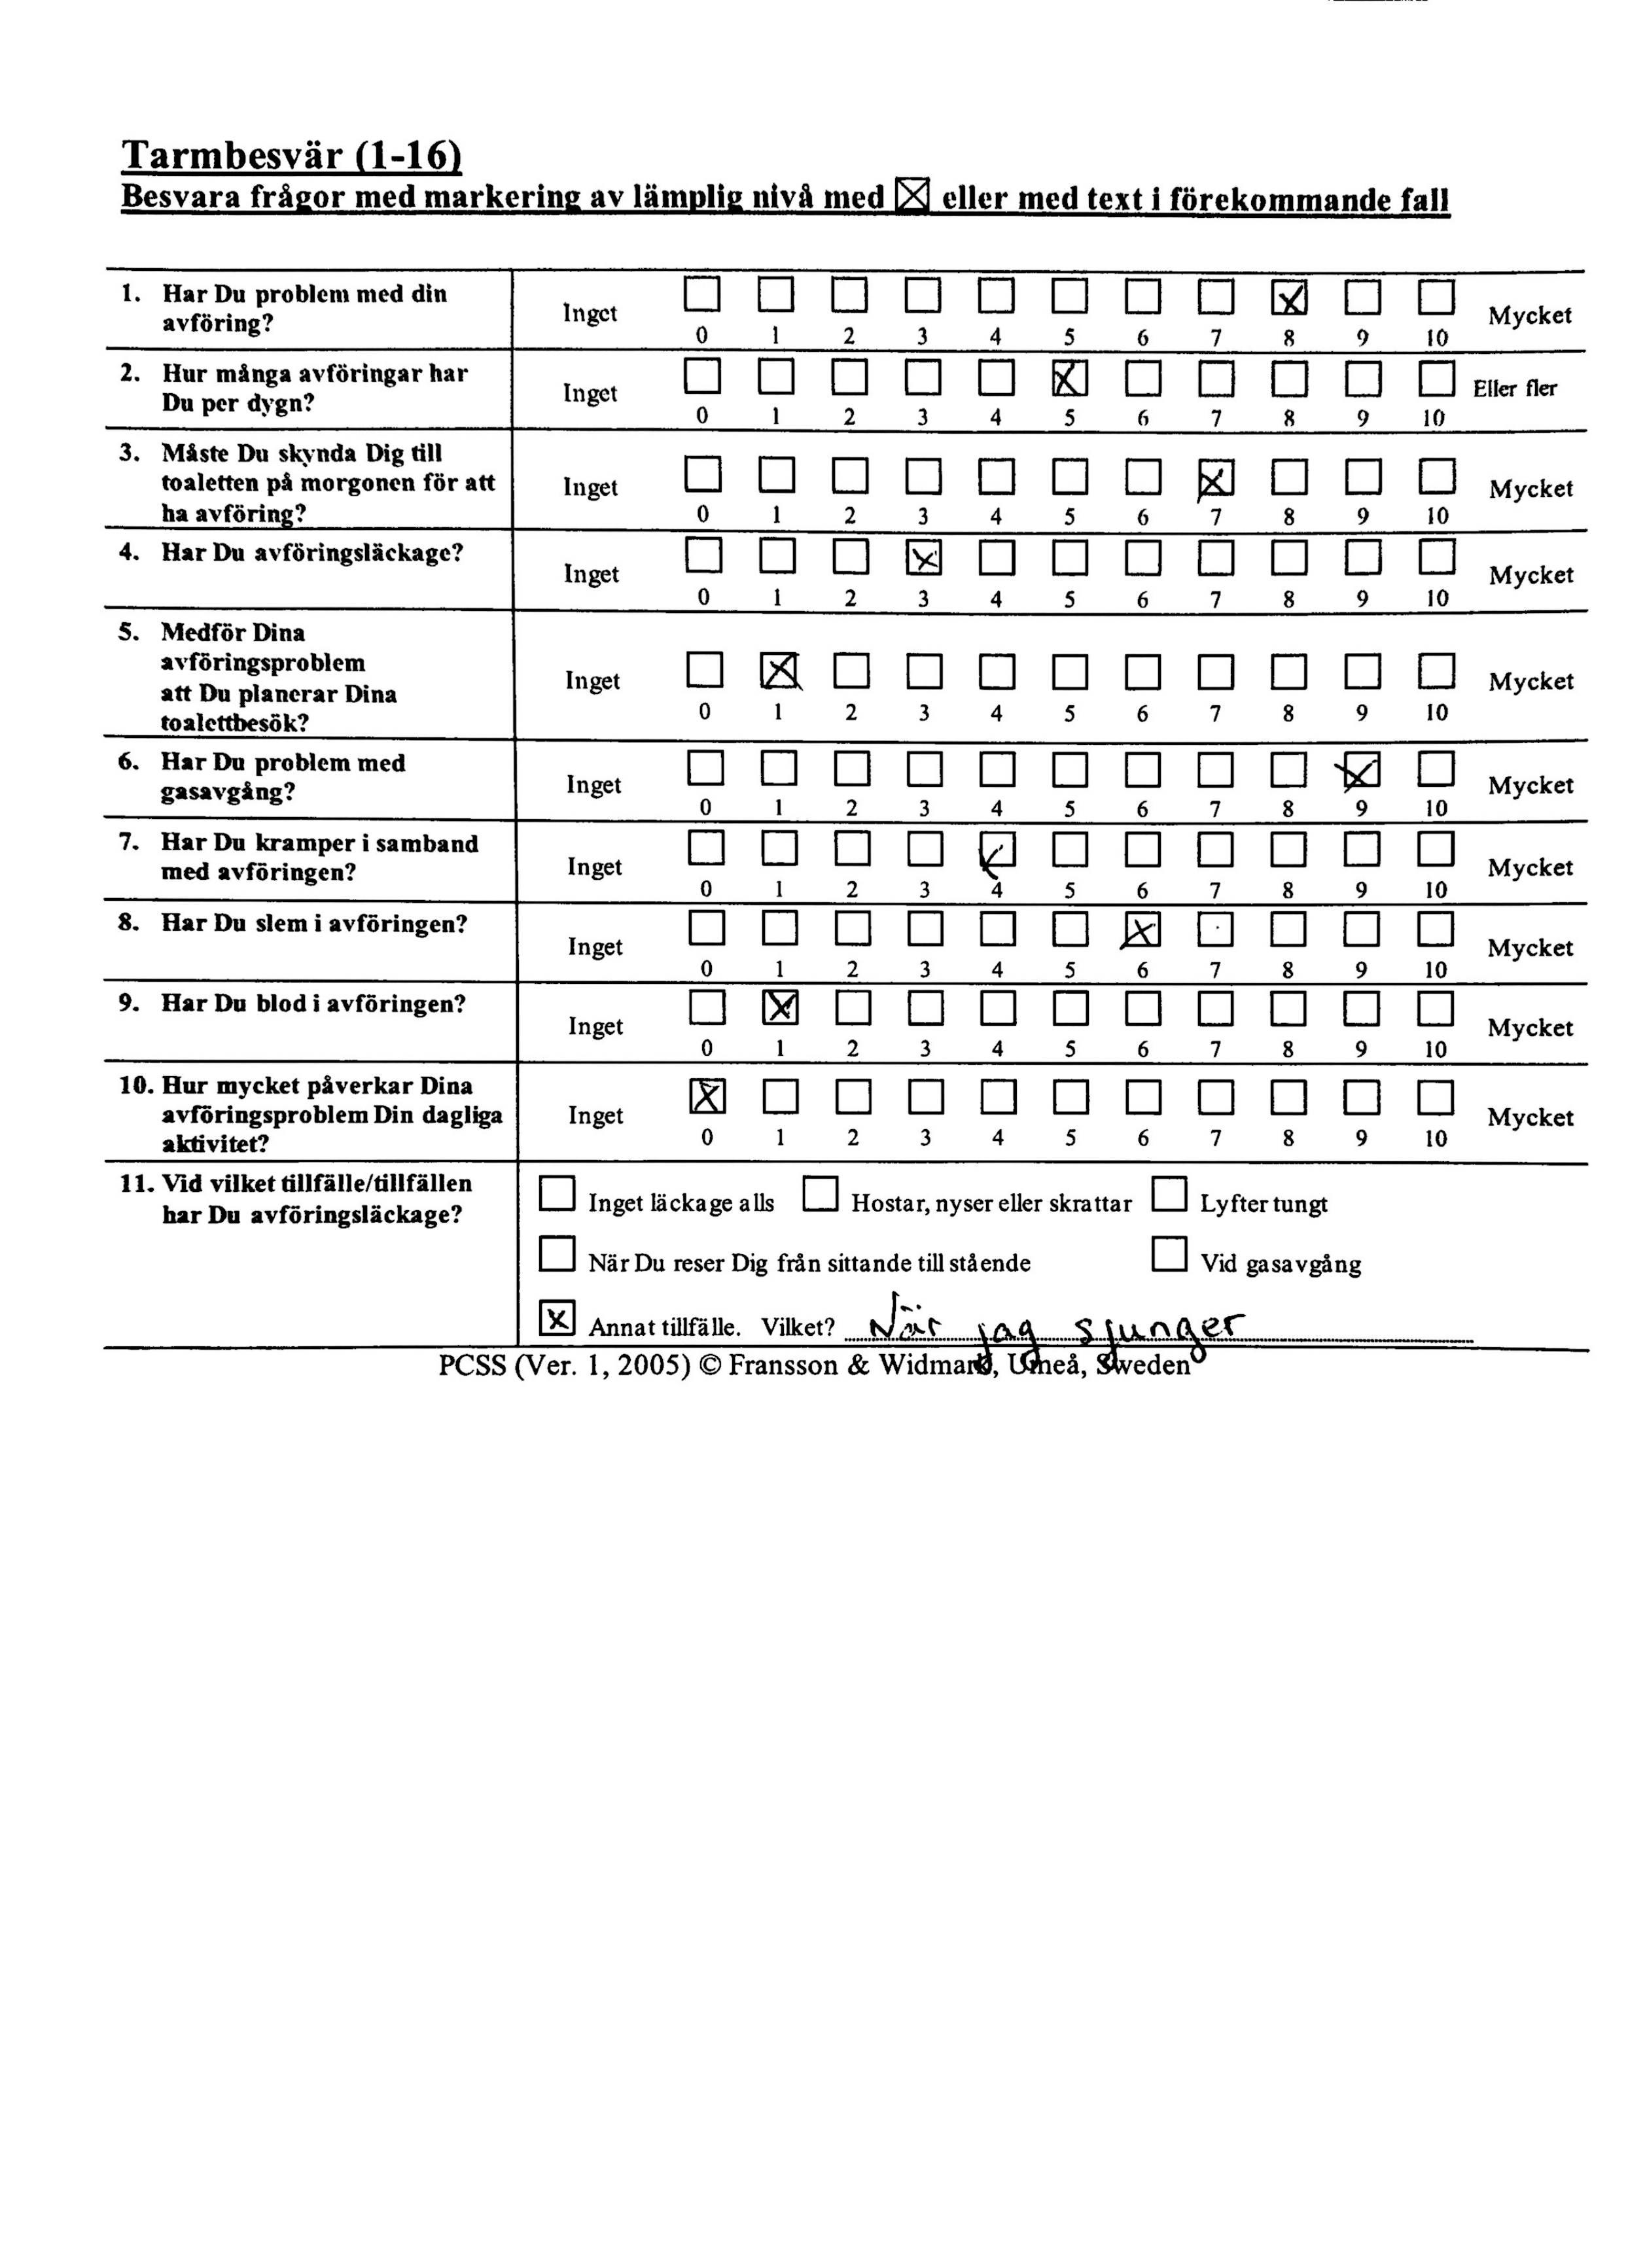 Tarmbesvär (1-16)
Besvara frågor med markering av lämplig nivå med ☒ eller med text i förekommande fall
1. Har Du problem med din
avföring?
Inget ☐ ☐ ☐ ☐ ☐ ☐ ☐ ☐ ☒ ☐ ☐ Mycket
0 1 2 3 4 5 6 7 8 9 10
2. Hur många avföringar har
Du per dygn?
Inget ☐ ☐ ☐ ☐ ☐ ☒ ☐ ☐ ☐ ☐ ☐ Eller fler
0 1 2 3 4 5 6 7 8 9 10
3. Måste Du skynda Dig till
toaletten på morgonen för att
ha avföring?
Inget ☐ ☐ ☐ ☐ ☐ ☐ ☐ ☒ ☐ ☐ ☐ Mycket
0 1 2 3 4 5 6 7 8 9 10
4. Har Du avföringsläckage?
Inget ☐ ☐ ☐ ☒ ☐ ☐ ☐ ☐ ☐ ☐ ☐ Mycket
0 1 2 3 4 5 6 7 8 9 10
5. Medför Dina
avföringsproblem
att Du planerar Dina
toalettbesök?
Inget ☐ ☒ ☐ ☐ ☐ ☐ ☐ ☐ ☐ ☐ ☐ Mycket
0 1 2 3 4 5 6 7 8 9 10
6. Har Du problem med
gasavgång?
Inget ☐ ☐ ☐ ☐ ☐ ☐ ☐ ☐ ☐ ☒ ☐ Mycket
0 1 2 3 4 5 6 7 8 9 10
7. Har Du kramper i samband
med avföringen?
Inget ☐ ☐ ☐ ☐ ☒ ☐ ☐ ☐ ☐ ☐ ☐ Mycket
0 1 2 3 4 5 6 7 8 9 10
8. Har Du slem i avföringen?
Inget ☐ ☐ ☐ ☐ ☐ ☐ ☒ ☐ ☐ ☐ ☐ Mycket
0 1 2 3 4 5 6 7 8 9 10
9. Har Du blod i avföringen?
Inget ☐ ☒ ☐ ☐ ☐ ☐ ☐ ☐ ☐ ☐ ☐ Mycket
0 1 2 3 4 5 6 7 8 9 10
10. Hur mycket påverkar Dina
avföringsproblem Din dagliga
aktivitet?
Inget ☒ ☐ ☐ ☐ ☐ ☐ ☐ ☐ ☐ ☐ ☐ Mycket
0 1 2 3 4 5 6 7 8 9 10
11. Vid vilket tillfälle/tillfällen
har Du avföringsläckage?
☐ Inget läckage alls ☐ Hostar, nyser eller skrattar ☐ Lyfter tungt
☐ När Du reser Dig från sittande till stående ☐ Vid gasavgång
☒ Annat tillfälle. Vilket? När jag sjunger
PCSS (Ver. 1, 2005) © Fransson & Widmark, Umeå, Sweden